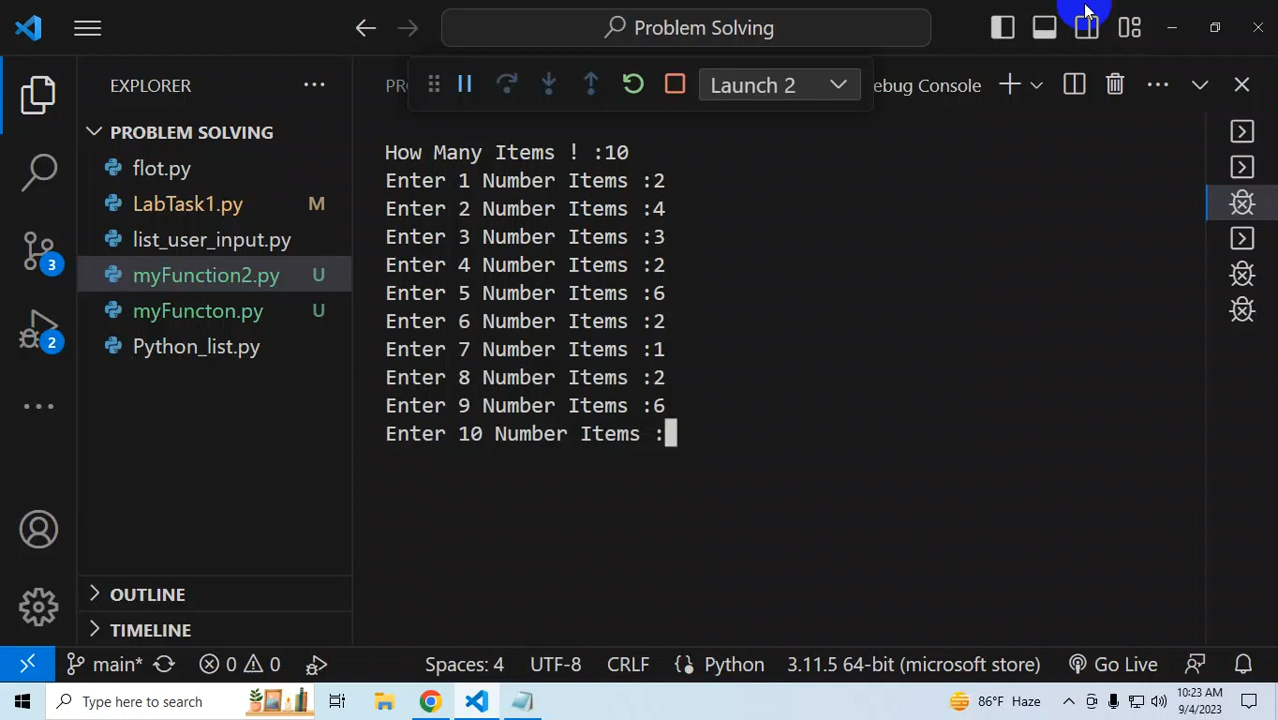 Problem Solving
EXPLORER
PR
Launch 2
ebug Console
PROBLEM SOLVING
flot.py
LabTask1.py M
list_user_input.py
myFunction2.py U
myFuncton.py U
Python_list.py
3
2
How Many Items ! :10
Enter 1 Number Items :2
Enter 2 Number Items :4
Enter 3 Number Items :3
Enter 4 Number Items :2
Enter 5 Number Items :6
Enter 6 Number Items :2
Enter 7 Number Items :1
Enter 8 Number Items :2
Enter 9 Number Items :6
Enter 10 Number Items :
OUTLINE
TIMELINE
main* 0 0 Spaces: 4 UTF-8 CRLF Python 3.11.5 64-bit (microsoft store) Go Live
Type here to search
86°F Haze
10:23 AM
9/4/2023